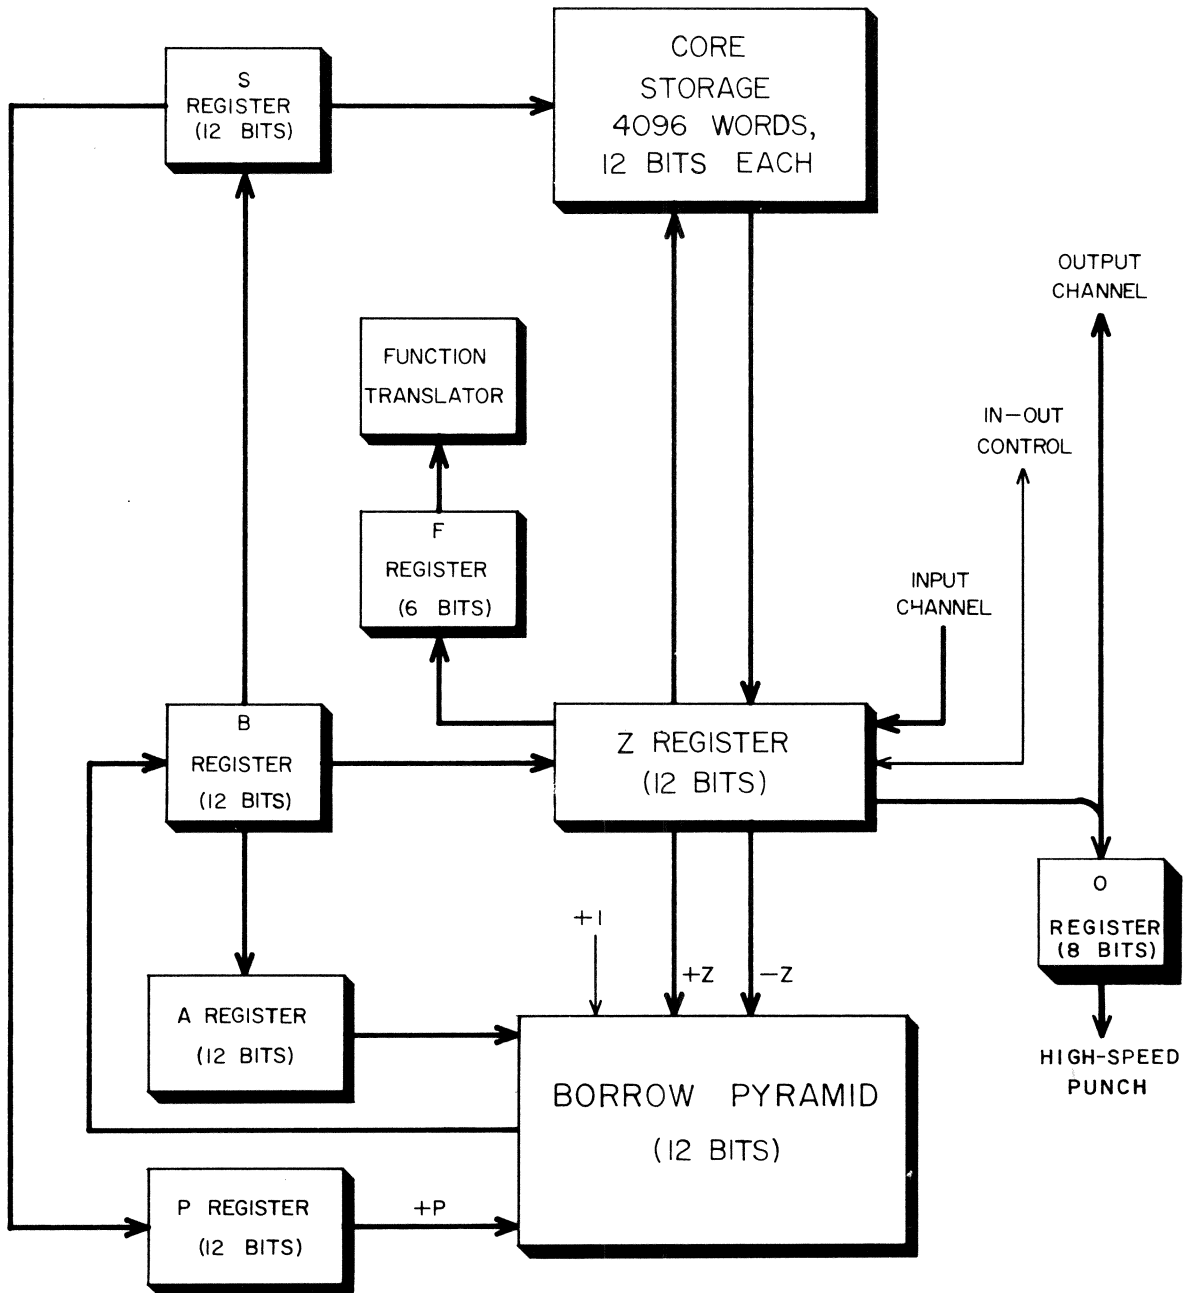 S
REGISTER
(12 BITS)
CORE
STORAGE
4096 WORDS,
12 BITS EACH
OUTPUT
CHANNEL
FUNCTION
TRANSLATOR
IN-OUT
CONTROL
F
REGISTER
(6 BITS)
INPUT
CHANNEL
B
REGISTER
(12 BITS)
Z REGISTER
(12 BITS)
O
REGISTER
(8 BITS)
+1
+Z
-Z
A REGISTER
(12 BITS)
HIGH-SPEED
PUNCH
BORROW PYRAMID
(12 BITS)
P REGISTER
(12 BITS)
+P